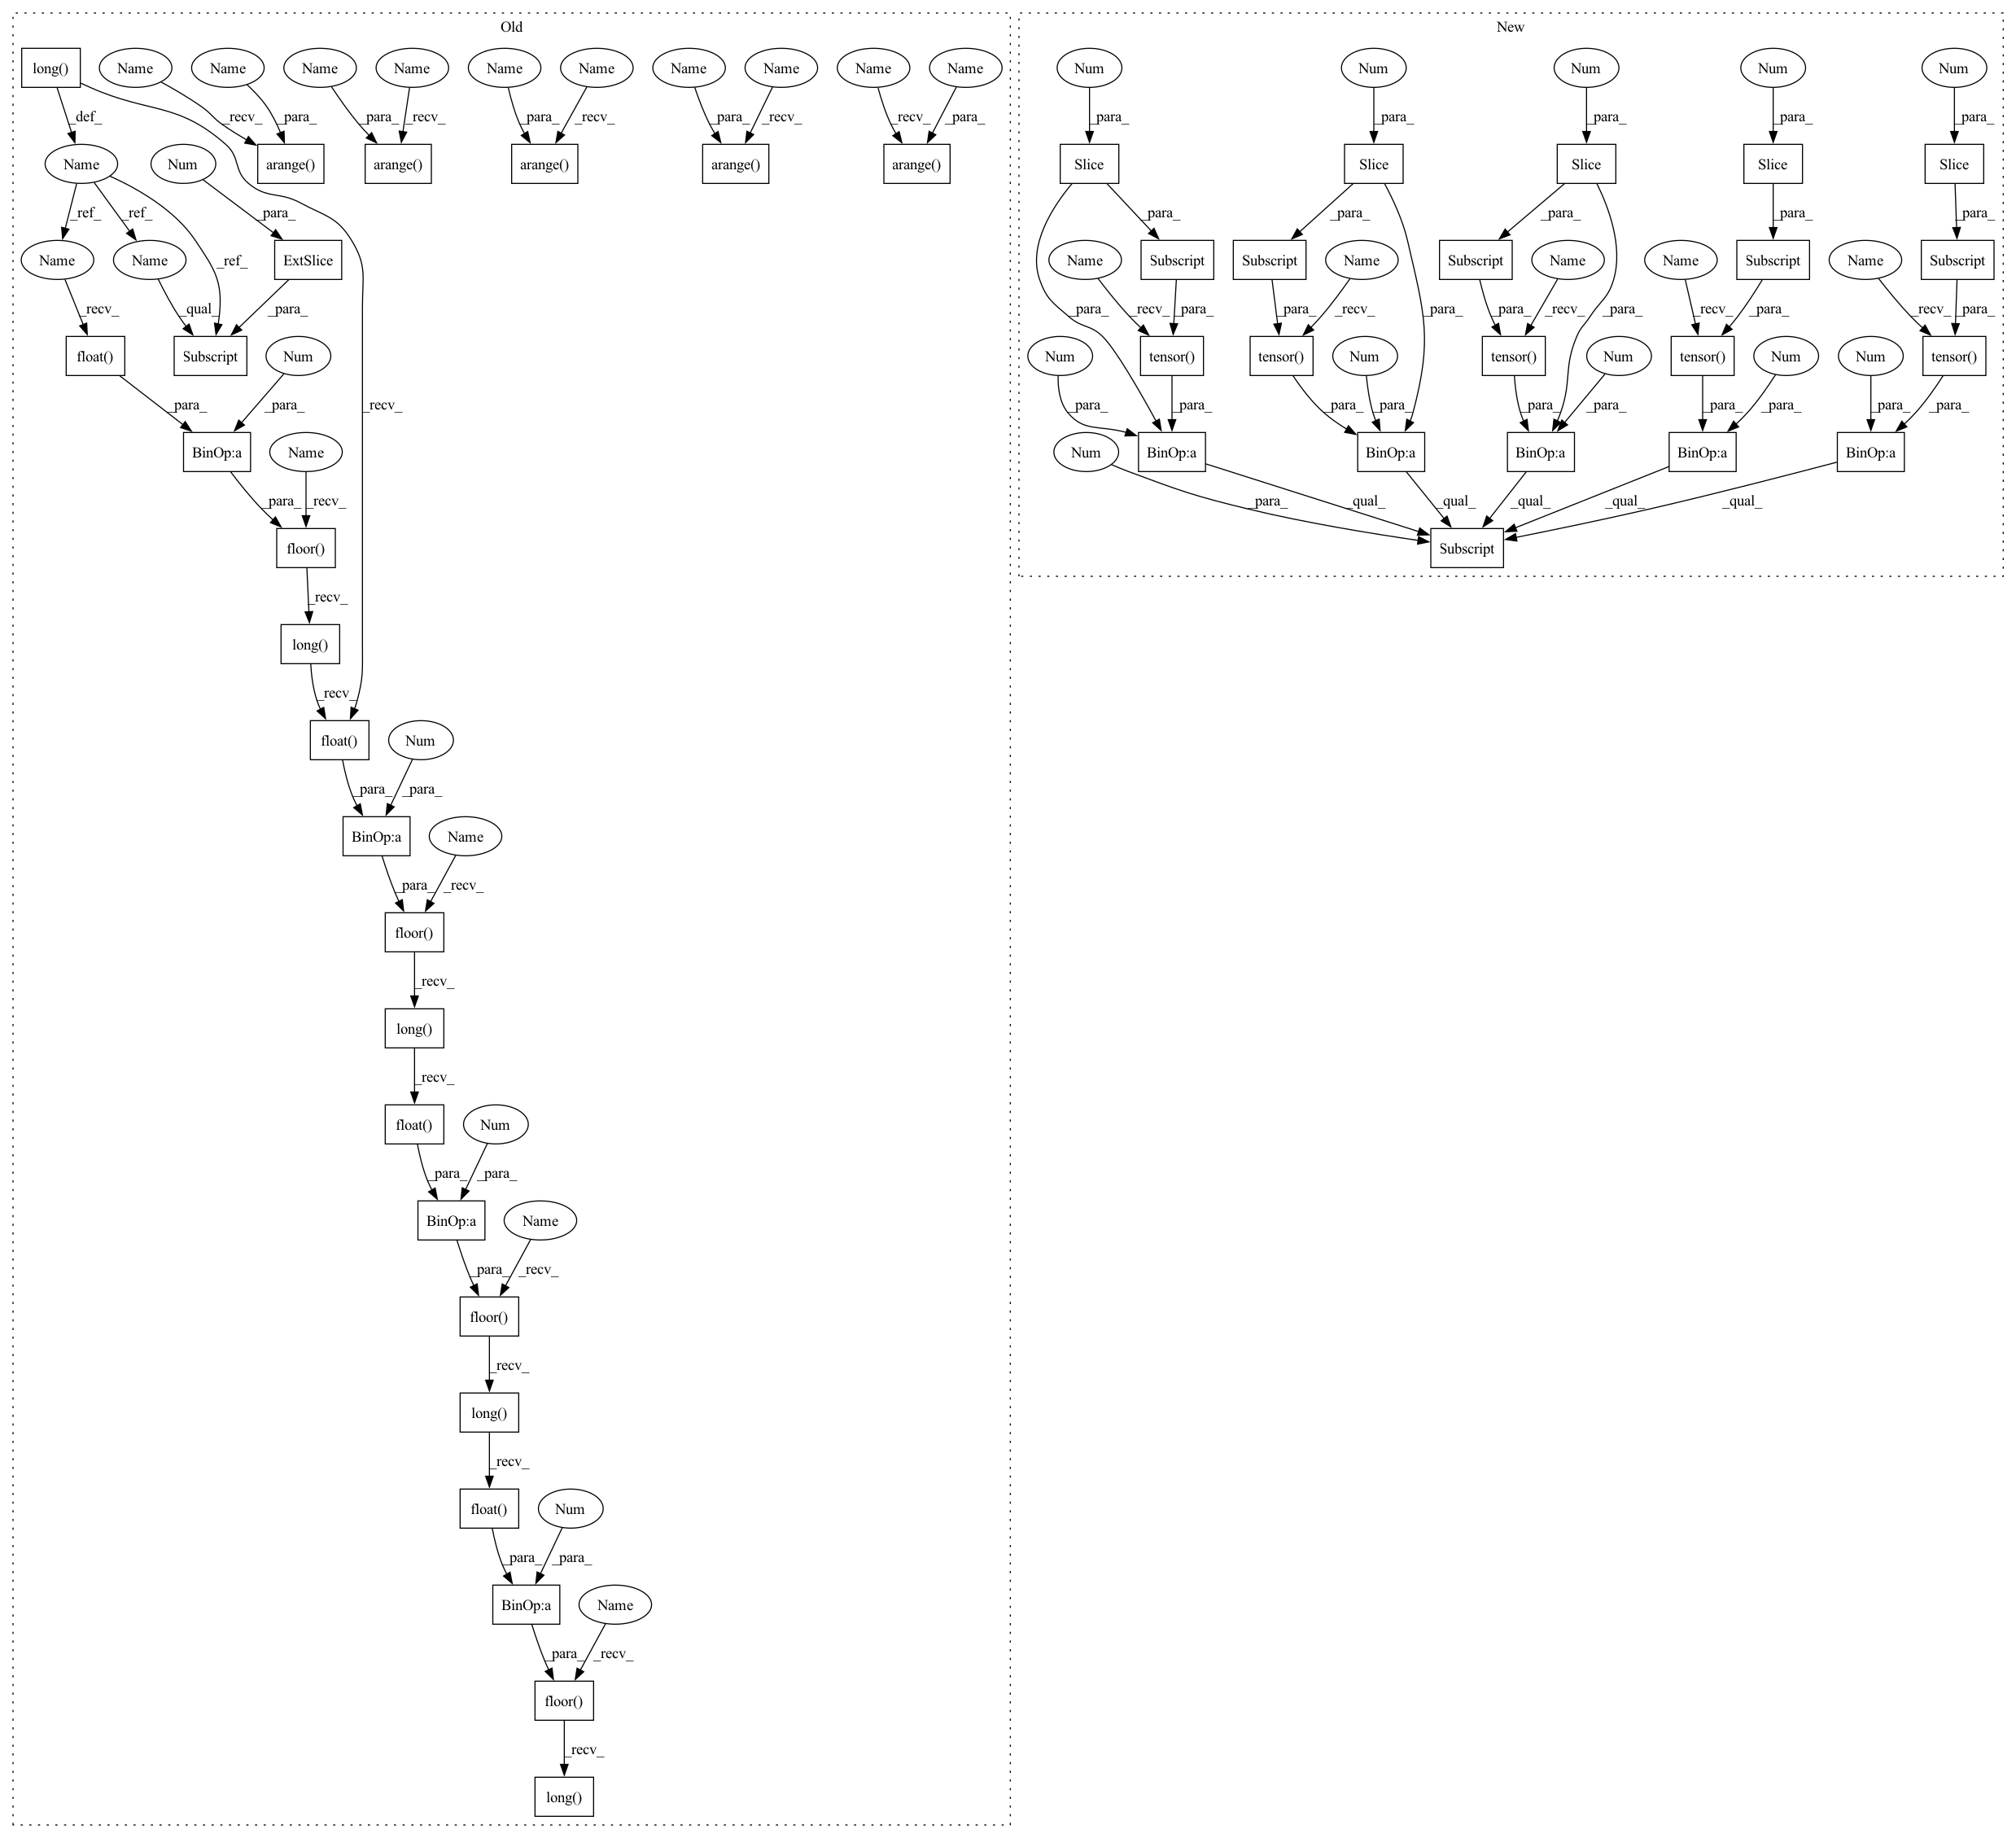 Old
long()
Name
Name
Name
Name
Name
Name
Name
Name
Name
Name
_def_
_recv_
_para_
_para_
_recv_
_para_
_recv_
_para_
_recv_
_recv_
_para_
Name
Num
arange()
arange()
arange()
arange()
arange()
_ref_
_ref_
_para_
Name
Name
_ref_
ExtSlice
_recv_
_qual_
_para_
float()
Subscript
Num
_para_
_para_
_recv_
BinOp:a
Name
_para_
_recv_
floor()
_recv_
long()
_recv_
float()
Num
_para_
_para_
BinOp:a
Name
_para_
_recv_
floor()
_recv_
long()
_recv_
float()
Num
_para_
_para_
BinOp:a
Name
_para_
_recv_
floor()
_recv_
long()
_recv_
float()
Num
_para_
_para_
BinOp:a
Name
_para_
_recv_
floor()
_recv_
long()
New
Num
Num
Num
Num
Num
_para_
_para_
_para_
_para_
_para_
Slice
Slice
Slice
Slice
Slice
_para_
_para_
_para_
_para_
_para_
Name
Subscript
Subscript
Name
Subscript
Name
Name
Subscript
Name
Subscript
_para_
_recv_
_para_
_para_
_recv_
_para_
_para_
_recv_
_para_
_recv_
_para_
_recv_
_para_
Num
tensor()
tensor()
Num
tensor()
Num
tensor()
Num
Num
tensor()
_para_
_para_
_para_
_para_
_para_
_para_
_para_
_para_
_para_
_para_
Num
BinOp:a
BinOp:a
BinOp:a
BinOp:a
BinOp:a
_para_
_qual_
_qual_
_qual_
_qual_
_qual_
Subscript